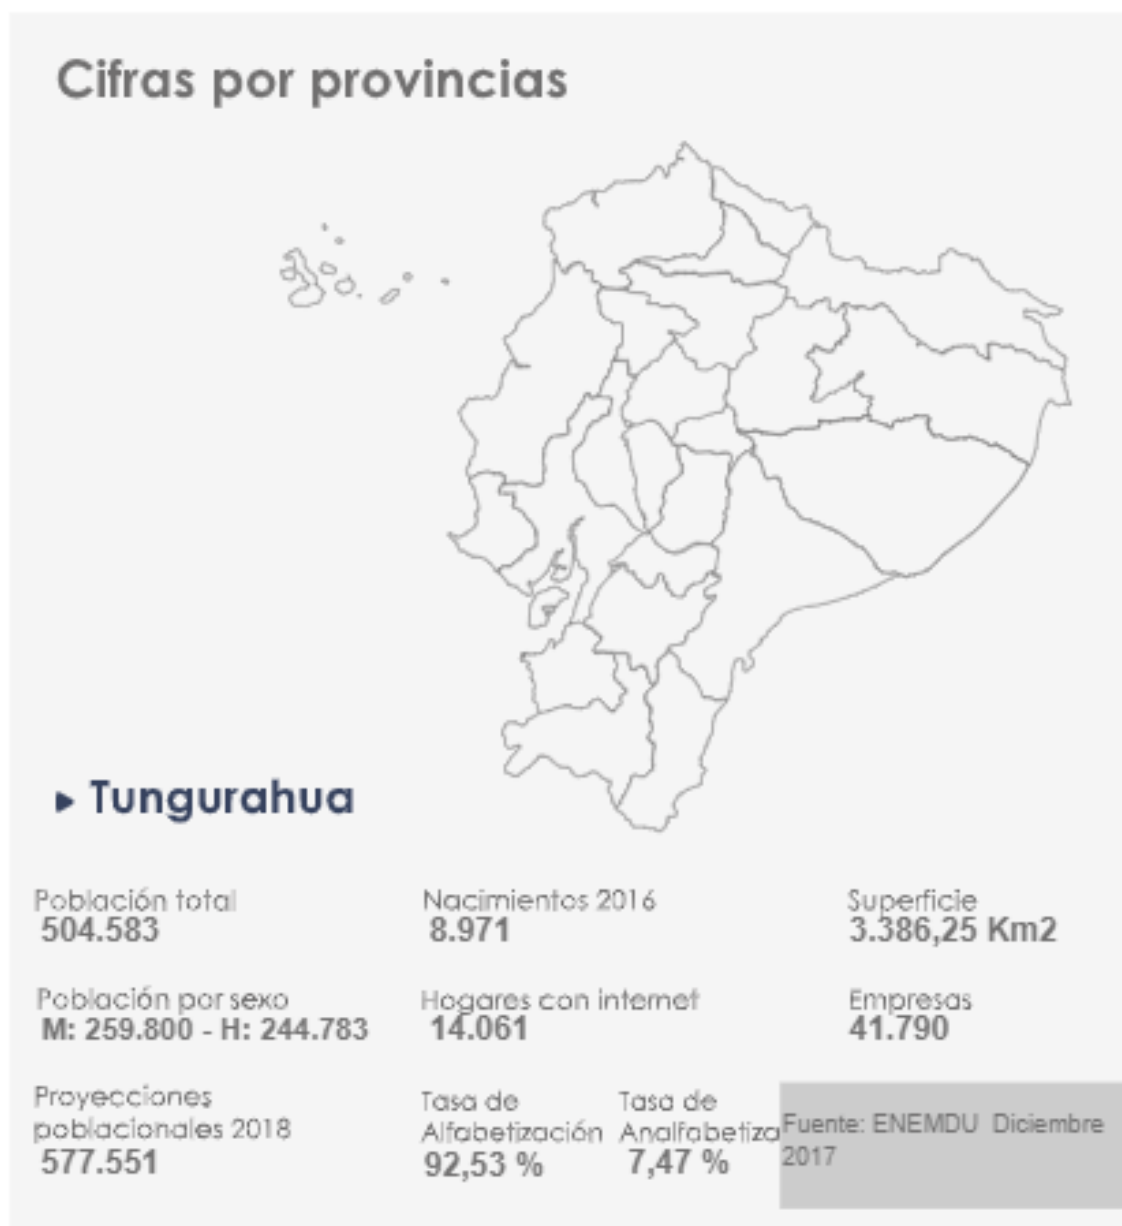 Cifras por provincias
Tungurahua
Población total
504.583
Nacimientos 2016
8.971
Superficie
3.386,25 Km2
Población por sexo
M: 259.800 - H: 244.783
Hogares con internet
14.061
Empresas
41.790
Proyecciones
poblacionales 2018
577.551
Tasa de
Alfabetización
92,53 %
Tasa de
Analfabetiza
7,47 %
Fuente: ENEMDU Diciembre
2017